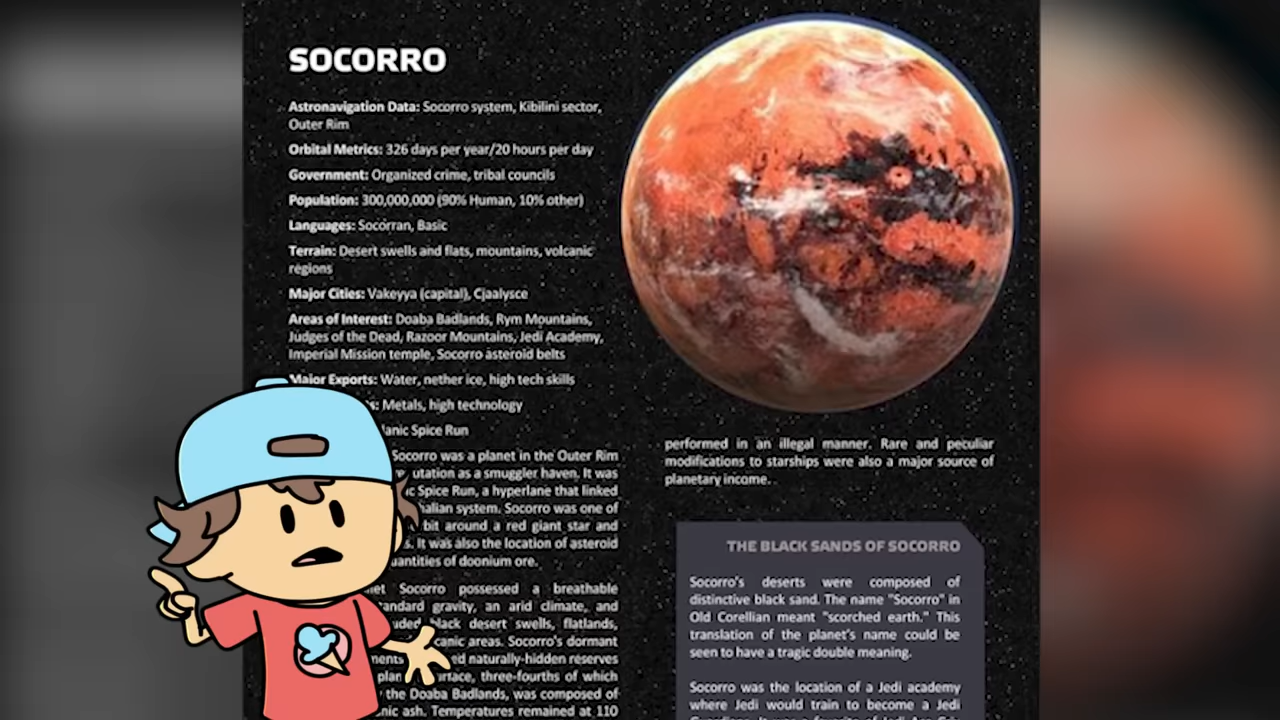 SOCORRO
Astronavigation Data: Socorro system, Kibilini sector,
Outer Rim
Orbital Metrics: 326 days per year/20 hours per day
Government: Organized crime, tribal councils
Population: 300,000,000 (90% Human, 10% other)
Languages: Socorran, Basic
Terrain: Desert swells and flats, mountains, volcanic
regions
Major Cities: Vakeyya (capital), Cjaalysce
Areas of Interest: Doaba Badlands, Rym Mountains,
Judges of the Dead, Razoor Mountains, Jedi Academy,
Imperial Mission temple, Socorro asteroid belts
Major Exports: Water, nether ice, high tech skills
Metals, high technology
Spice Run
Socorro was a planet in the Outer Rim
as a smuggler haven. It was
Spice Run, a hyperlane that linked
system. Socorro was one of
around a red giant star and
It was also the location of asteroid
of doonium ore.
Socorro possessed a breathable
gravity, an arid climate, and
black desert swells, flatlands,
areas. Socorro's dormant
naturally-hidden reserves
three-fourths of which
the Doaba Badlands, was composed of
ash. Temperatures remained at 110
performed in an illegal manner. Rare and peculiar
modifications to starships were also a major source of
planetary income.
THE BLACK SANDS OF SOCORRO
Socorro's deserts were composed of
distinctive black sand. The name "Socorro" in
Old Corellian meant "scorched earth." This
translation of the planet's name could be
seen to have a tragic double meaning.
Socorro was the location of a Jedi academy
where Jedi would train to become a Jedi